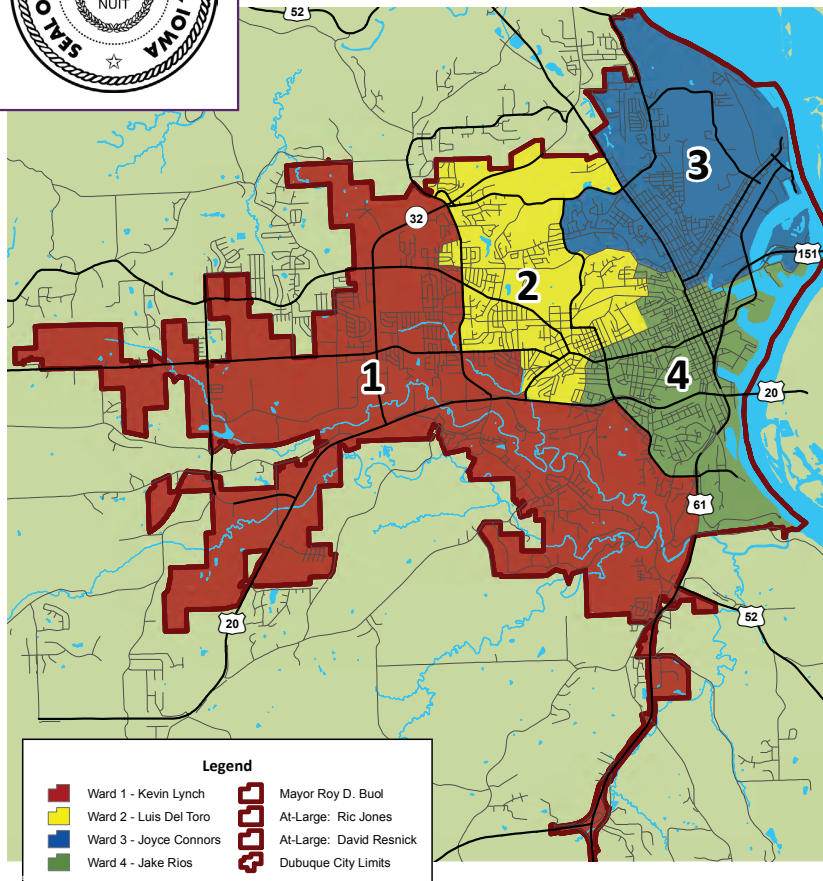 NUIT
SEAL O
, IOWA
52
3
32
151
2
1
4
20
61
20
52
Legend
Ward 1 - Kevin Lynch
Mayor Roy D. Buol
Ward 2 - Luis Del Toro
At-Large: Ric Jones
Ward 3 - Joyce Connors
At-Large: David Resnick
Ward 4 - Jake Rios
Dubuque City Limits